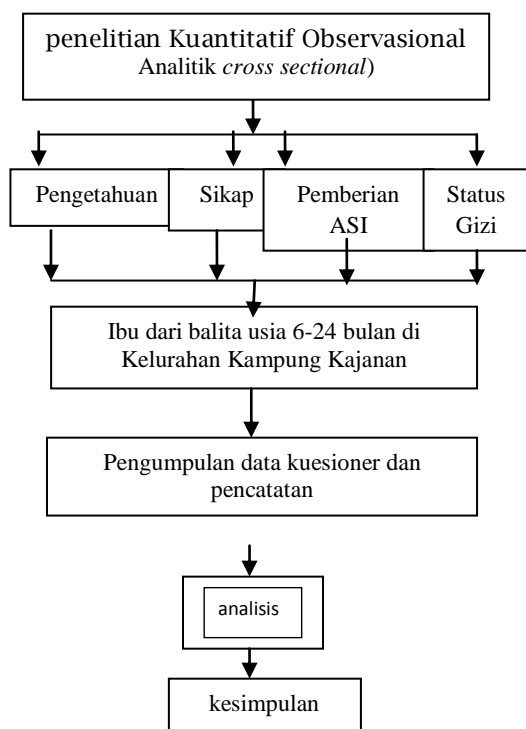 penelitian Kuantitatif Observasional
Analitik cross sectional)
Pengetahuan
Sikap
Pemberian
ASI
Status
Gizi
Ibu dari balita usia 6-24 bulan di
Kelurahan Kampung Kajanan
Pengumpulan data kuesioner dan
pencatatan
analisis
kesimpulan